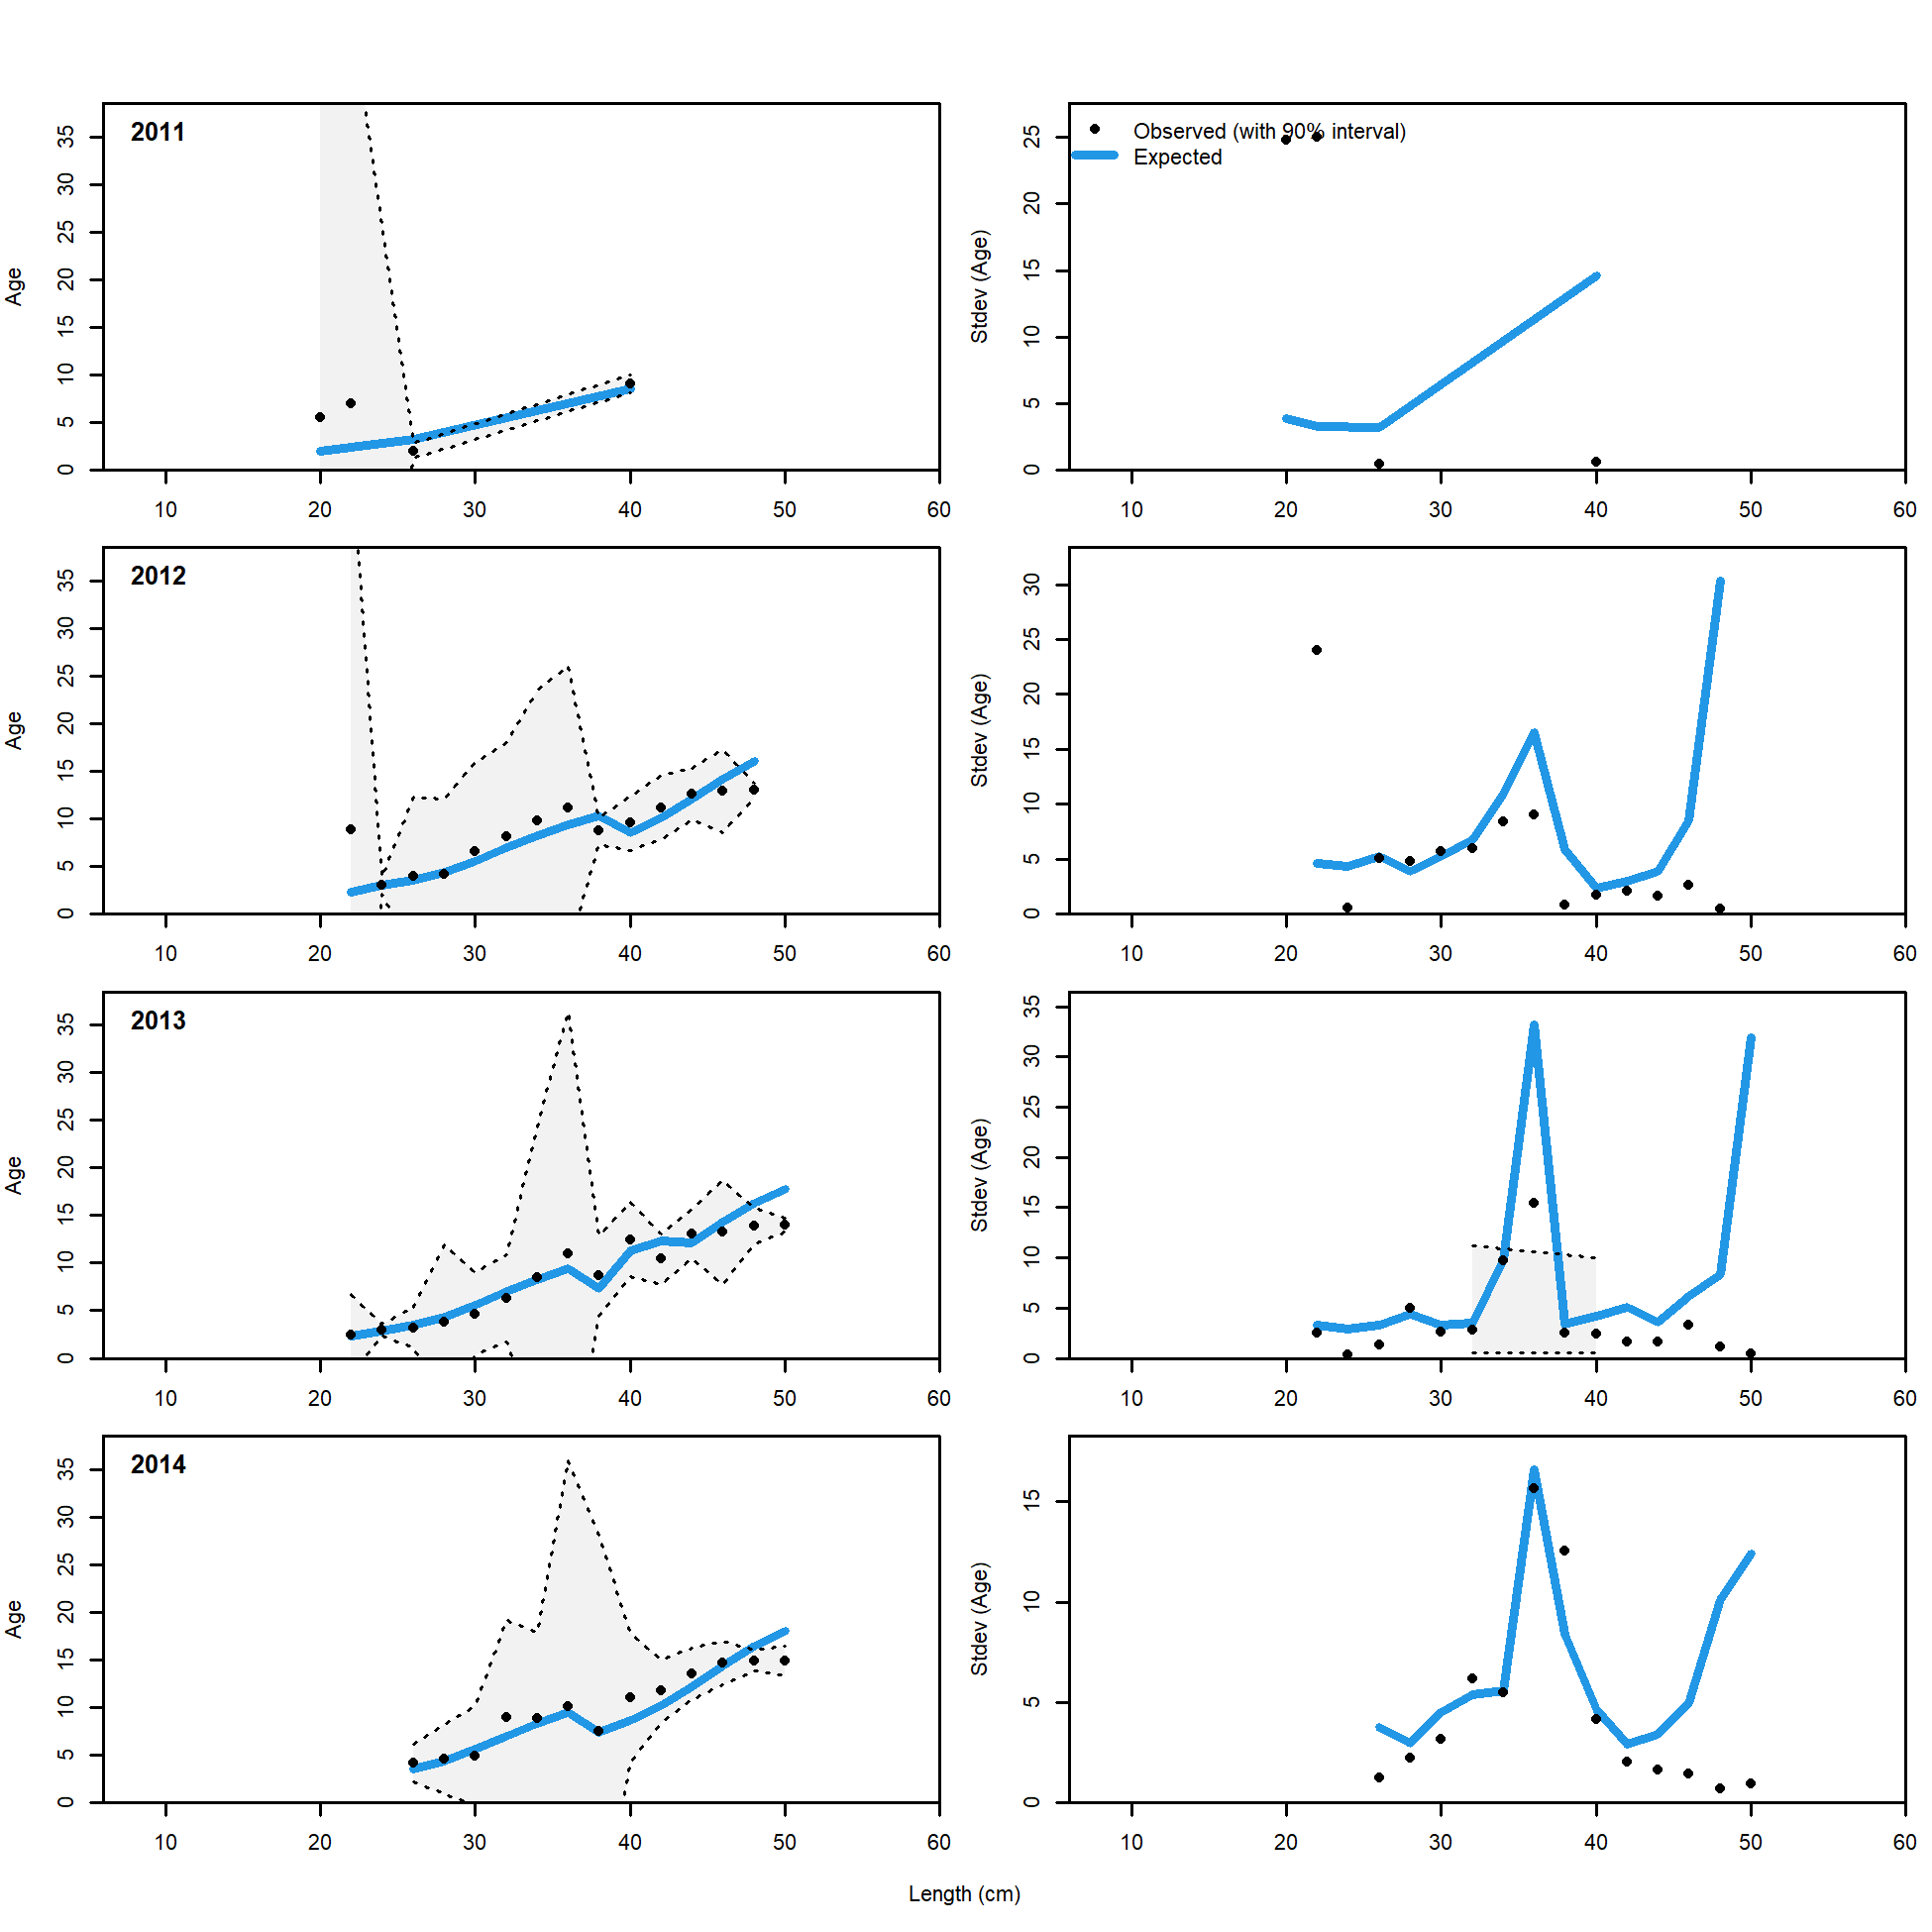 2011
Age
0 5 10 15 20 25 30 35
10 20 30 40 50 60
Observed (with 90% interval)
Expected
Stdev (Age)
0 5 10 15 20 25
10 20 30 40 50 60
2012
Age
0 5 10 15 20 25 30 35
10 20 30 40 50 60
Stdev (Age)
0 5 10 15 20 25 30
10 20 30 40 50 60
2013
Age
0 5 10 15 20 25 30 35
10 20 30 40 50 60
Stdev (Age)
0 5 10 15 20 25 30 35
10 20 30 40 50 60
2014
Age
0 5 10 15 20 25 30 35
10 20 30 40 50 60
Stdev (Age)
0 5 10 15
10 20 30 40 50 60
Length (cm)